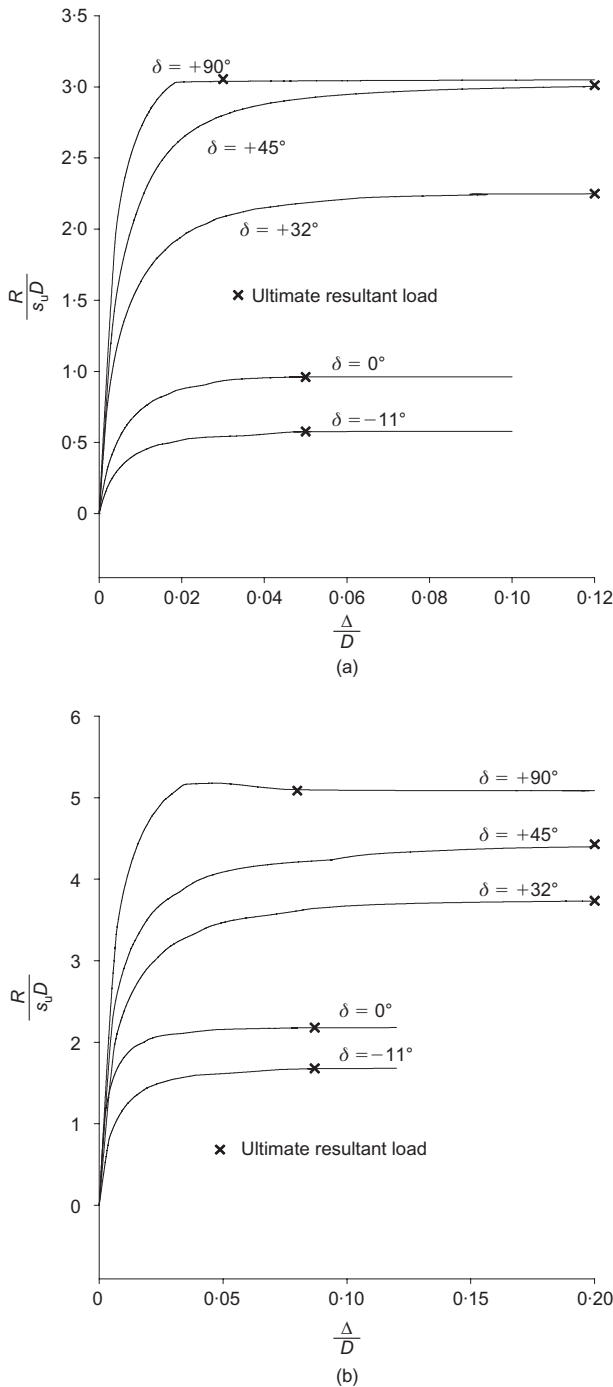 3·5
δ = +90°
3·0
δ = +45°
2·5
δ = +32°
2·0
R
s_uD
1·5
Ultimate resultant load
1·0
δ = 0°
δ = −11°
0·5
0
0 0·02 0·04 0·06 0·08 0·10 0·12
Δ
D
(a)
6
δ = +90°
5
δ = +45°
4
δ = +32°
3
R
s_uD
2
δ = 0°
δ = −11°
1
Ultimate resultant load
0
0 0·05 0·10 0·15 0·20
Δ
D
(b)